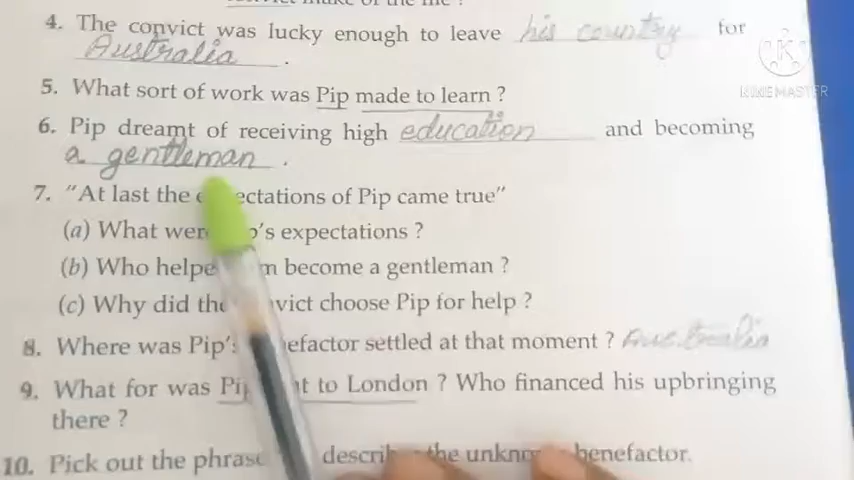 4. The convict was lucky enough to leave his country for
Australia.
K
KINEMASTER
5. What sort of work was Pip made to learn ?
6. Pip dreamt of receiving high education and becoming
a gentleman.
7. "At last the e ectations of Pip came true"
(a) What wer 's expectations ?
(b) Who helpe m become a gentleman ?
(c) Why did the vict choose Pip for help ?
8. Where was Pip's efactor settled at that moment ? Australia
9. What for was Pi t to London ? Who financed his upbringing
there ?
10. Pick out the phrase describ the unkn benefactor.